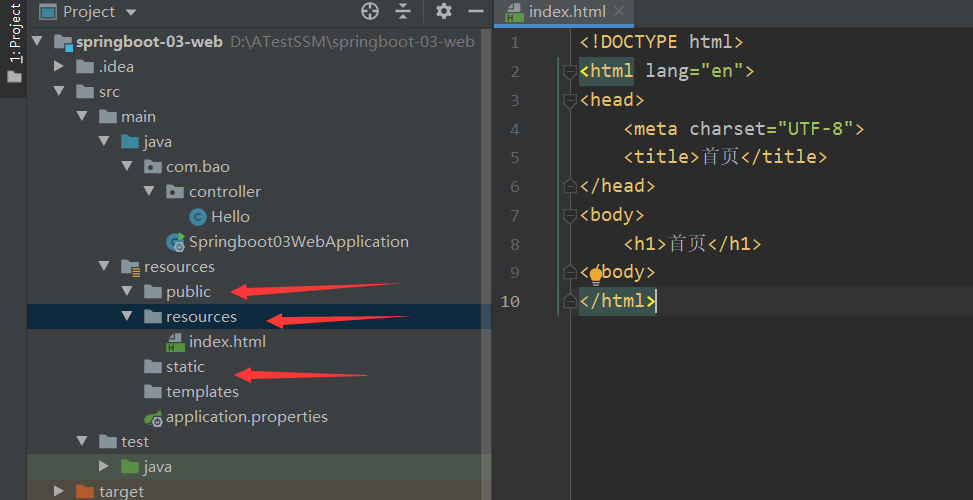 1: Project
Project
springboot-03-web D:\ATestSSM\springboot-03-web
.idea
src
main
java
com.bao
controller
Hello
Springboot03WebApplication
resources
public
resources
index.html
static
templates
application.properties
test
java
target
index.html
1 <!DOCTYPE html>
2 <html lang="en">
3 <head>
4 <meta charset="UTF-8">
5 <title>首页</title>
6 </head>
7 <body>
8 <h1>首页</h1>
9 </body>
10 </html>